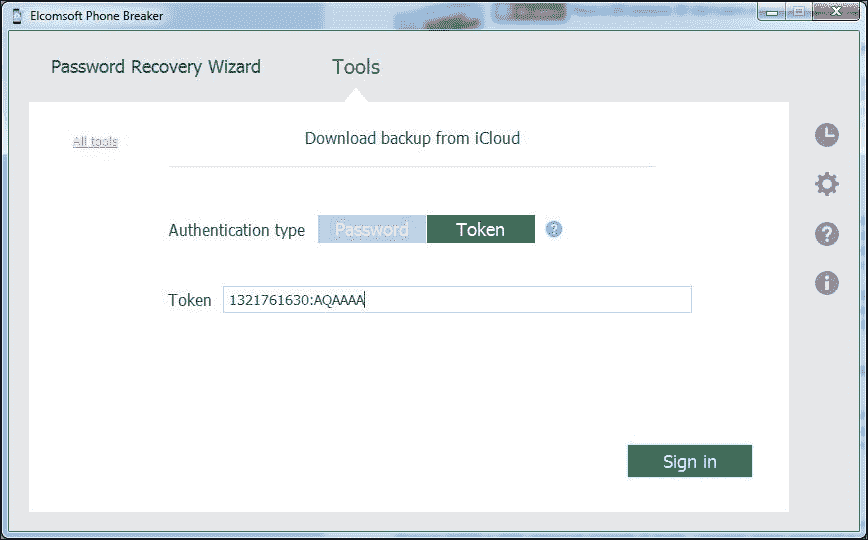 Elcomsoft Phone Breaker
Password Recovery Wizard Tools
All tools
Download backup from iCloud
Authentication type Password Token ?
Token 1321761630:AQAAAA
Sign in